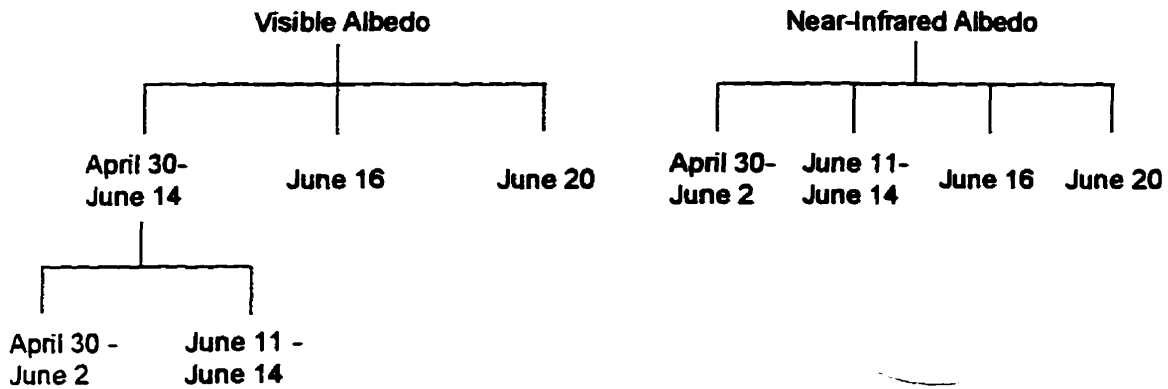 Visible Albedo
April 30-
June 14
June 16
June 20
April 30 -
June 2
June 11 -
June 14
Near-Infrared Albedo
April 30-
June 2
June 11-
June 14
June 16
June 20